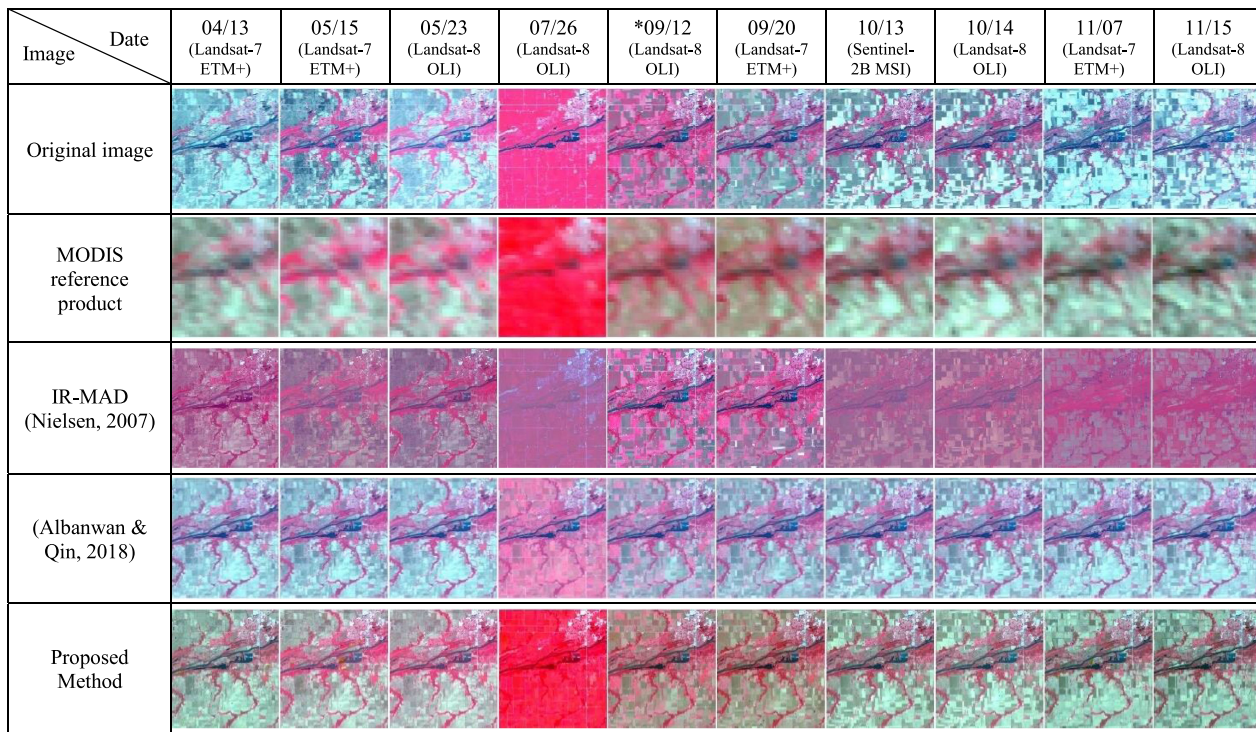 Date
Image
04/13
(Landsat-7
ETM+)
05/15
(Landsat-7
ETM+)
05/23
(Landsat-8
OLI)
07/26
(Landsat-8
OLI)
*09/12
(Landsat-8
OLI)
09/20
(Landsat-7
ETM+)
10/13
(Sentinel-
2B MSI)
10/14
(Landsat-8
OLI)
11/07
(Landsat-7
ETM+)
11/15
(Landsat-8
OLI)
Original image
MODIS
reference
product
IR-MAD
(Nielsen, 2007)
(Albanwan &
Qin, 2018)
Proposed
Method